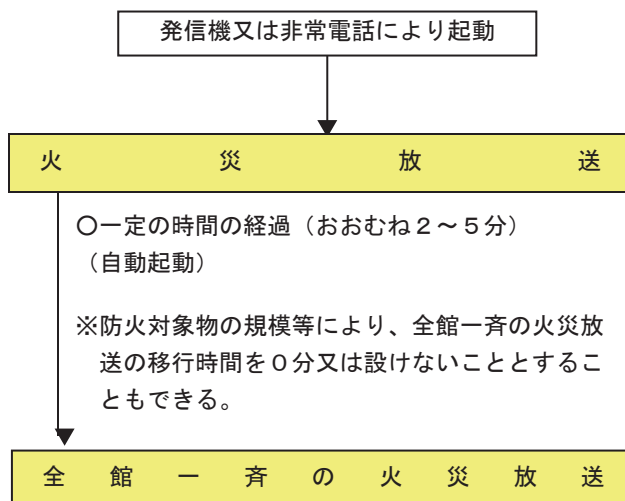 発信機又は非常電話により起動
火災放送
〇一定の時間の経過（おおむね２～５分）
（自動起動）
※防火対象物の規模等により、全館一斉の火災放
送の移行時間を０分又は設けないこととするこ
ともできる。
全館一斉の火災放送